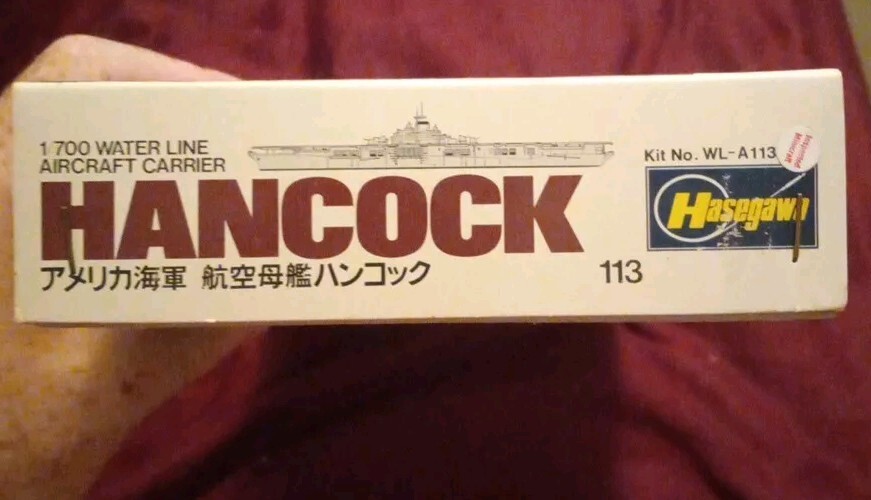 1/700 WATER LINE
AIRCRAFT CARRIER
HANCOCK
アメリカ海軍 航空母艦ハンコック
113
Kit No. WL-A113
Hasegawa